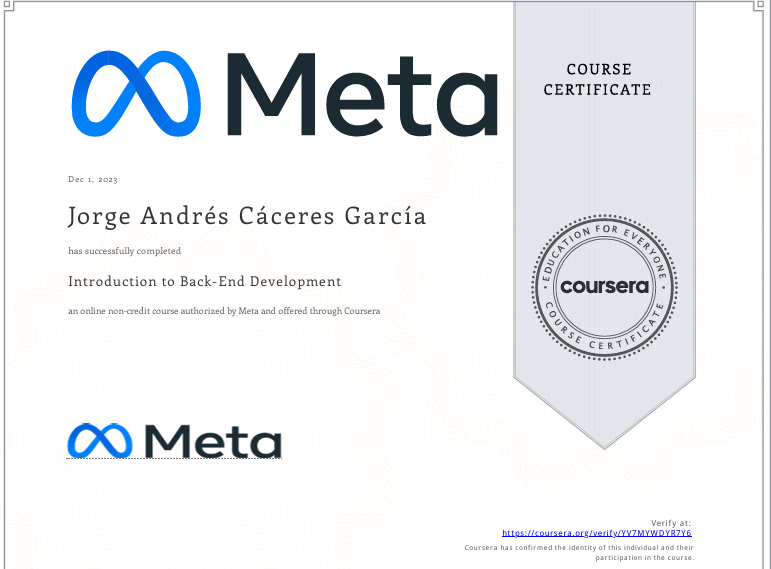 Meta
COURSE
CERTIFICATE
Dec 1, 2023
Jorge Andrés Cáceres García
has successfully completed
Introduction to Back-End Development
an online non-credit course authorized by Meta and offered through Coursera
EDUCATION FOR EVERYONE
coursera
COURSE CERTIFICATE
Meta
Verify at:
https://coursera.org/verify/YV7MYWDYR7Y6
Coursera has confirmed the identity of this individual and their
participation in the course.